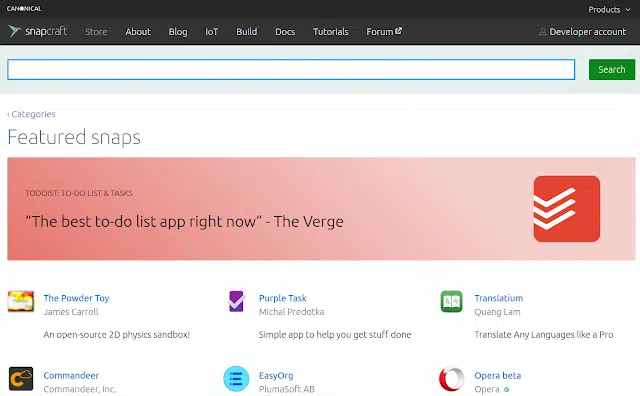 CANONICAL
Products
snapcraft Store About Blog IoT Build Docs Tutorials Forum Developer account
Search
‹ Categories
Featured snaps
TODOIST: TO-DO LIST & TASKS
“The best to-do list app right now” - The Verge
The Powder Toy Purple Task Translatium
James Carroll Michal Predotka Quang Lam
An open-source 2D physics sandbox! Simple app to help you get stuff done Translate Any Languages like a Pro
Commandeer EasyOrg Opera beta
Commandeer, Inc. PlumaSoft AB Opera